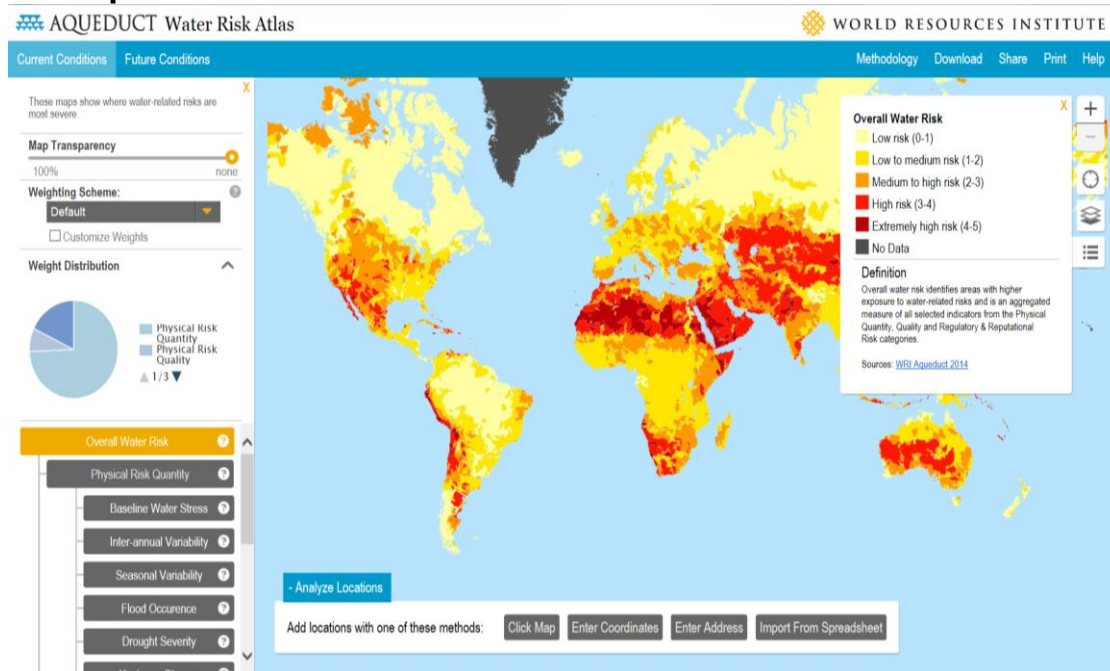 AQUEDUCT Water Risk Atlas
WORLD RESOURCES INSTITUTE
Current Conditions
Future Conditions
Methodology
Download
Share
Print
Help
X
These maps show where water-related risks are
most severe.
Map Transparency
100%
none
Weighting Scheme:
?
Default
Customize Weights
Weight Distribution
Physical Risk
Quantity
Physical Risk
Quality
1/3
Overall Water Risk ?
Physical Risk Quantity ?
Baseline Water Stress ?
Inter-annual Variability ?
Seasonal Variability ?
Flood Occurence ?
Drought Severity ?
X
Overall Water Risk
Low risk (0-1)
Low to medium risk (1-2)
Medium to high risk (2-3)
High risk (3-4)
Extremely high risk (4-5)
No Data
Definition
Overall water risk identifies areas with higher
exposure to water-related risks and is an aggregated
measure of all selected indicators from the Physical
Quantity, Quality and Regulatory & Reputational
Risk categories.
Sources: WRI Aqueduct 2014
- Analyze Locations
Add locations with one of these methods:
Click Map
Enter Coordinates
Enter Address
Import From Spreadsheet